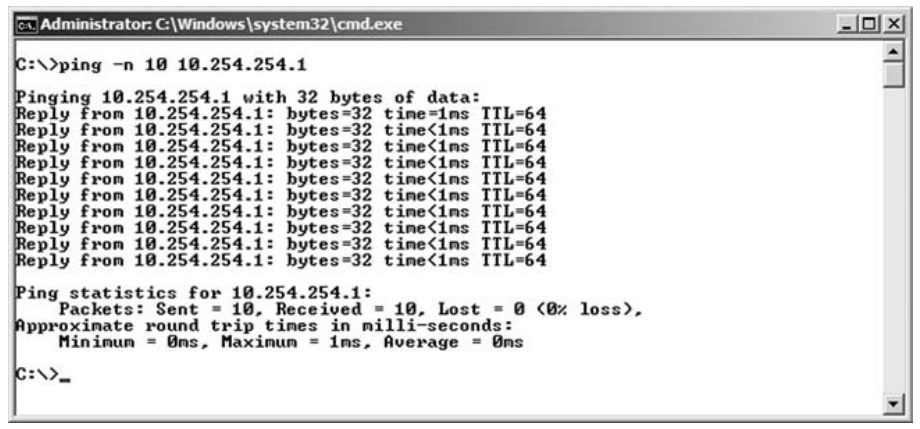 Administrator: C:\Windows\system32\cmd.exe
C:\>ping -n 10 10.254.254.1
Pinging 10.254.254.1 with 32 bytes of data:
Reply from 10.254.254.1: bytes=32 time=1ms TTL=64
Reply from 10.254.254.1: bytes=32 time<1ms TTL=64
Reply from 10.254.254.1: bytes=32 time<1ms TTL=64
Reply from 10.254.254.1: bytes=32 time<1ms TTL=64
Reply from 10.254.254.1: bytes=32 time<1ms TTL=64
Reply from 10.254.254.1: bytes=32 time<1ms TTL=64
Reply from 10.254.254.1: bytes=32 time<1ms TTL=64
Reply from 10.254.254.1: bytes=32 time<1ms TTL=64
Reply from 10.254.254.1: bytes=32 time<1ms TTL=64
Reply from 10.254.254.1: bytes=32 time<1ms TTL=64
Ping statistics for 10.254.254.1:
Packets: Sent = 10, Received = 10, Lost = 0 (0% loss),
Approximate round trip times in milli-seconds:
Minimum = 0ms, Maximum = 1ms, Average = 0ms
C:\>_